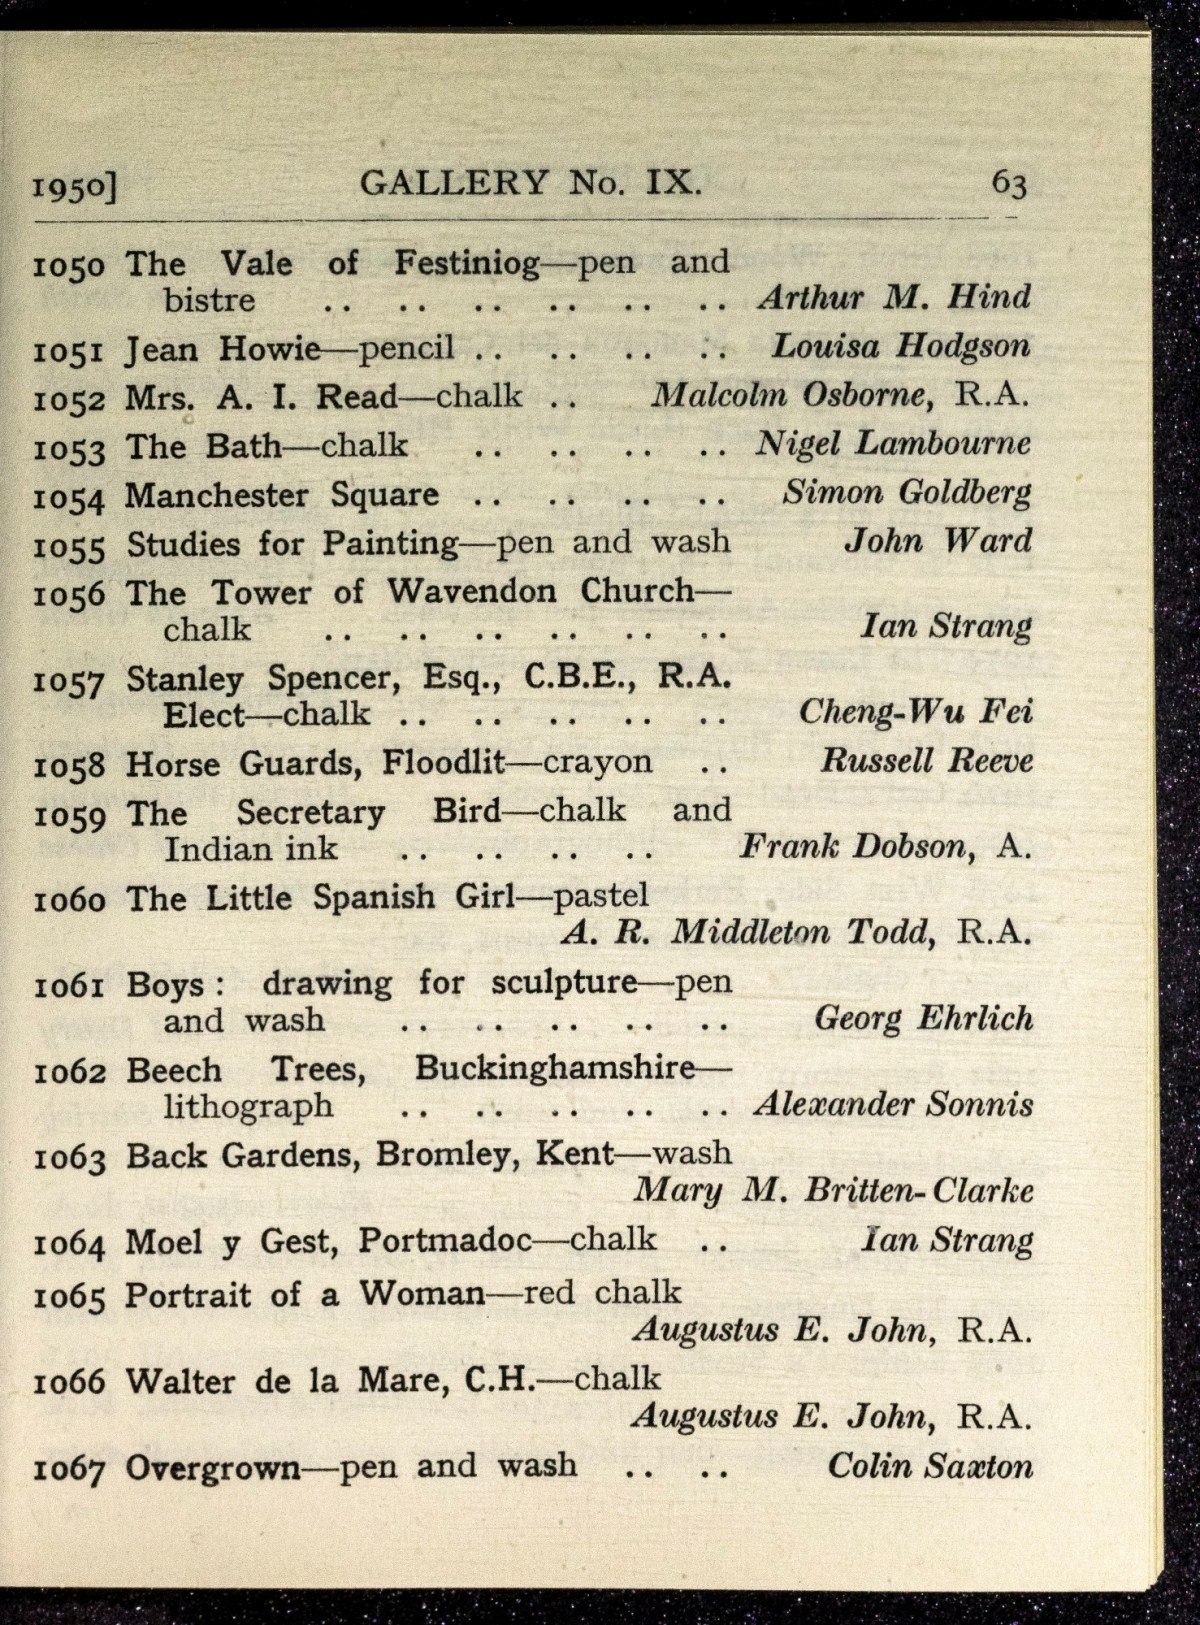 1950] GALLERY No. IX. 63
1050 The Vale of Festiniog—pen and
bistre .. .. .. .. .. .. Arthur M. Hind
1051 Jean Howie—pencil .. .. .. .. Louisa Hodgson
1052 Mrs. A. I. Read—chalk .. Malcolm Osborne, R.A.
1053 The Bath—chalk .. .. .. .. Nigel Lambourne
1054 Manchester Square .. .. .. .. Simon Goldberg
1055 Studies for Painting—pen and wash John Ward
1056 The Tower of Wavendon Church—
chalk .. .. .. .. .. .. Ian Strang
1057 Stanley Spencer, Esq., C.B.E., R.A.
Elect—chalk .. .. .. .. .. Cheng-Wu Fei
1058 Horse Guards, Floodlit—crayon .. Russell Reeve
1059 The Secretary Bird—chalk and
Indian ink .. .. .. .. Frank Dobson, A.
1060 The Little Spanish Girl—pastel
A. R. Middleton Todd, R.A.
1061 Boys : drawing for sculpture—pen
and wash .. .. .. .. .. Georg Ehrlich
1062 Beech Trees, Buckinghamshire—
lithograph .. .. .. .. .. Alexander Sonnis
1063 Back Gardens, Bromley, Kent—wash
Mary M. Britten-Clarke
1064 Moel y Gest, Portmadoc—chalk .. Ian Strang
1065 Portrait of a Woman—red chalk
Augustus E. John, R.A.
1066 Walter de la Mare, C.H.—chalk
Augustus E. John, R.A.
1067 Overgrown—pen and wash .. .. Colin Saxton